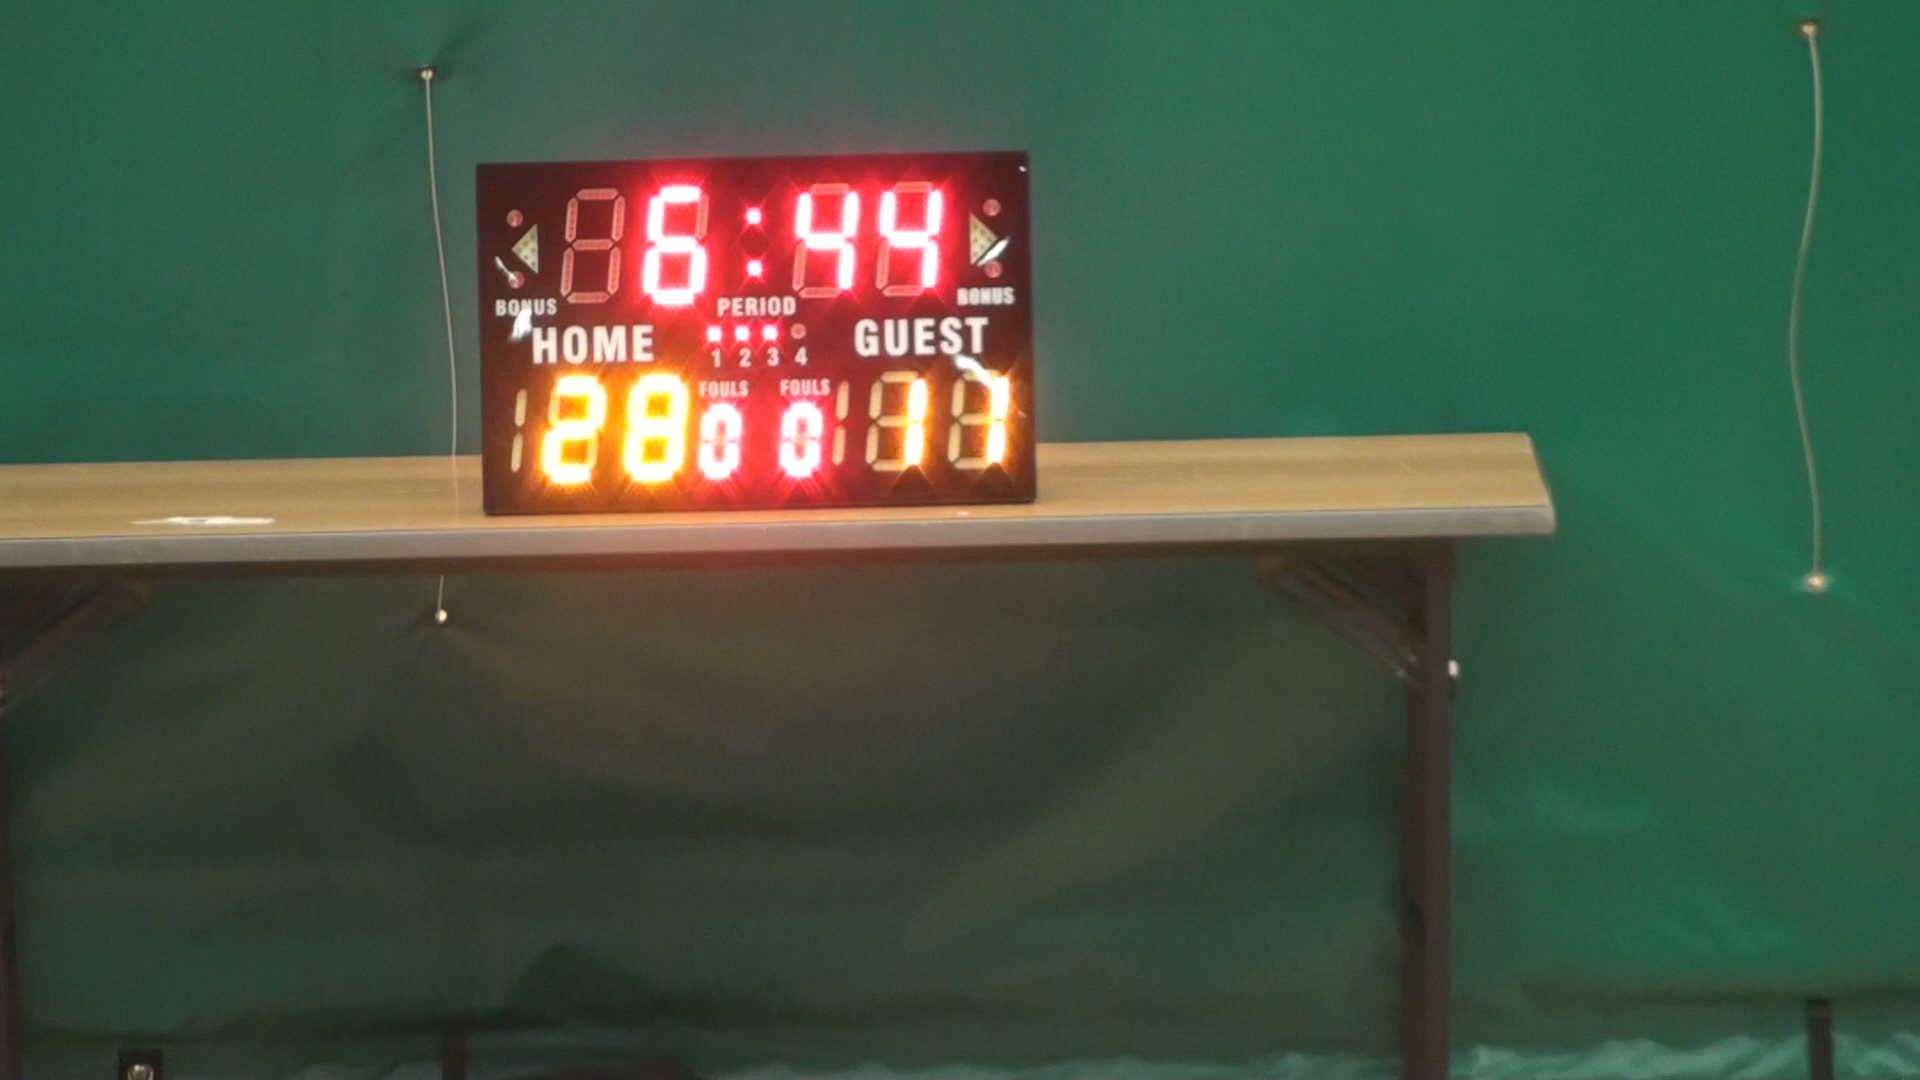 6:44
BONUS PERIOD BONUS
HOME 1 2 3 4 GUEST
FOULS FOULS
28 0 0 11